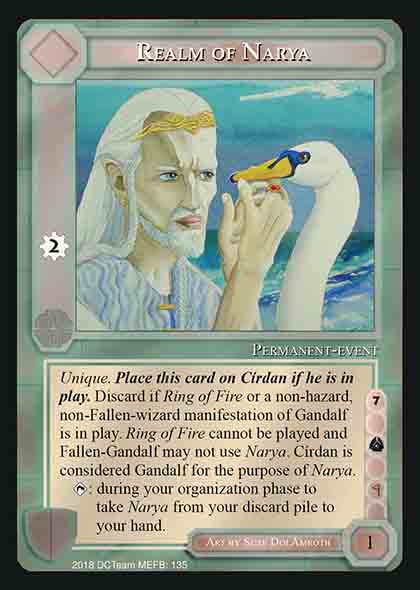 Realm of Narya
2
Permanent-event
Unique. Place this card on Círdan if he is in
play. Discard if Ring of Fire or a non-hazard,
non-Fallen-wizard manifestation of Gandalf
is in play. Ring of Fire cannot be played and
Fallen-Gandalf may not use Narya. Círdan is
considered Gandalf for the purpose of Narya.
: during your organization phase to
take Narya from your discard pile to
your hand.
7
Art by Suze DolAmroth
1
2018 DCTeam MEFB: 135